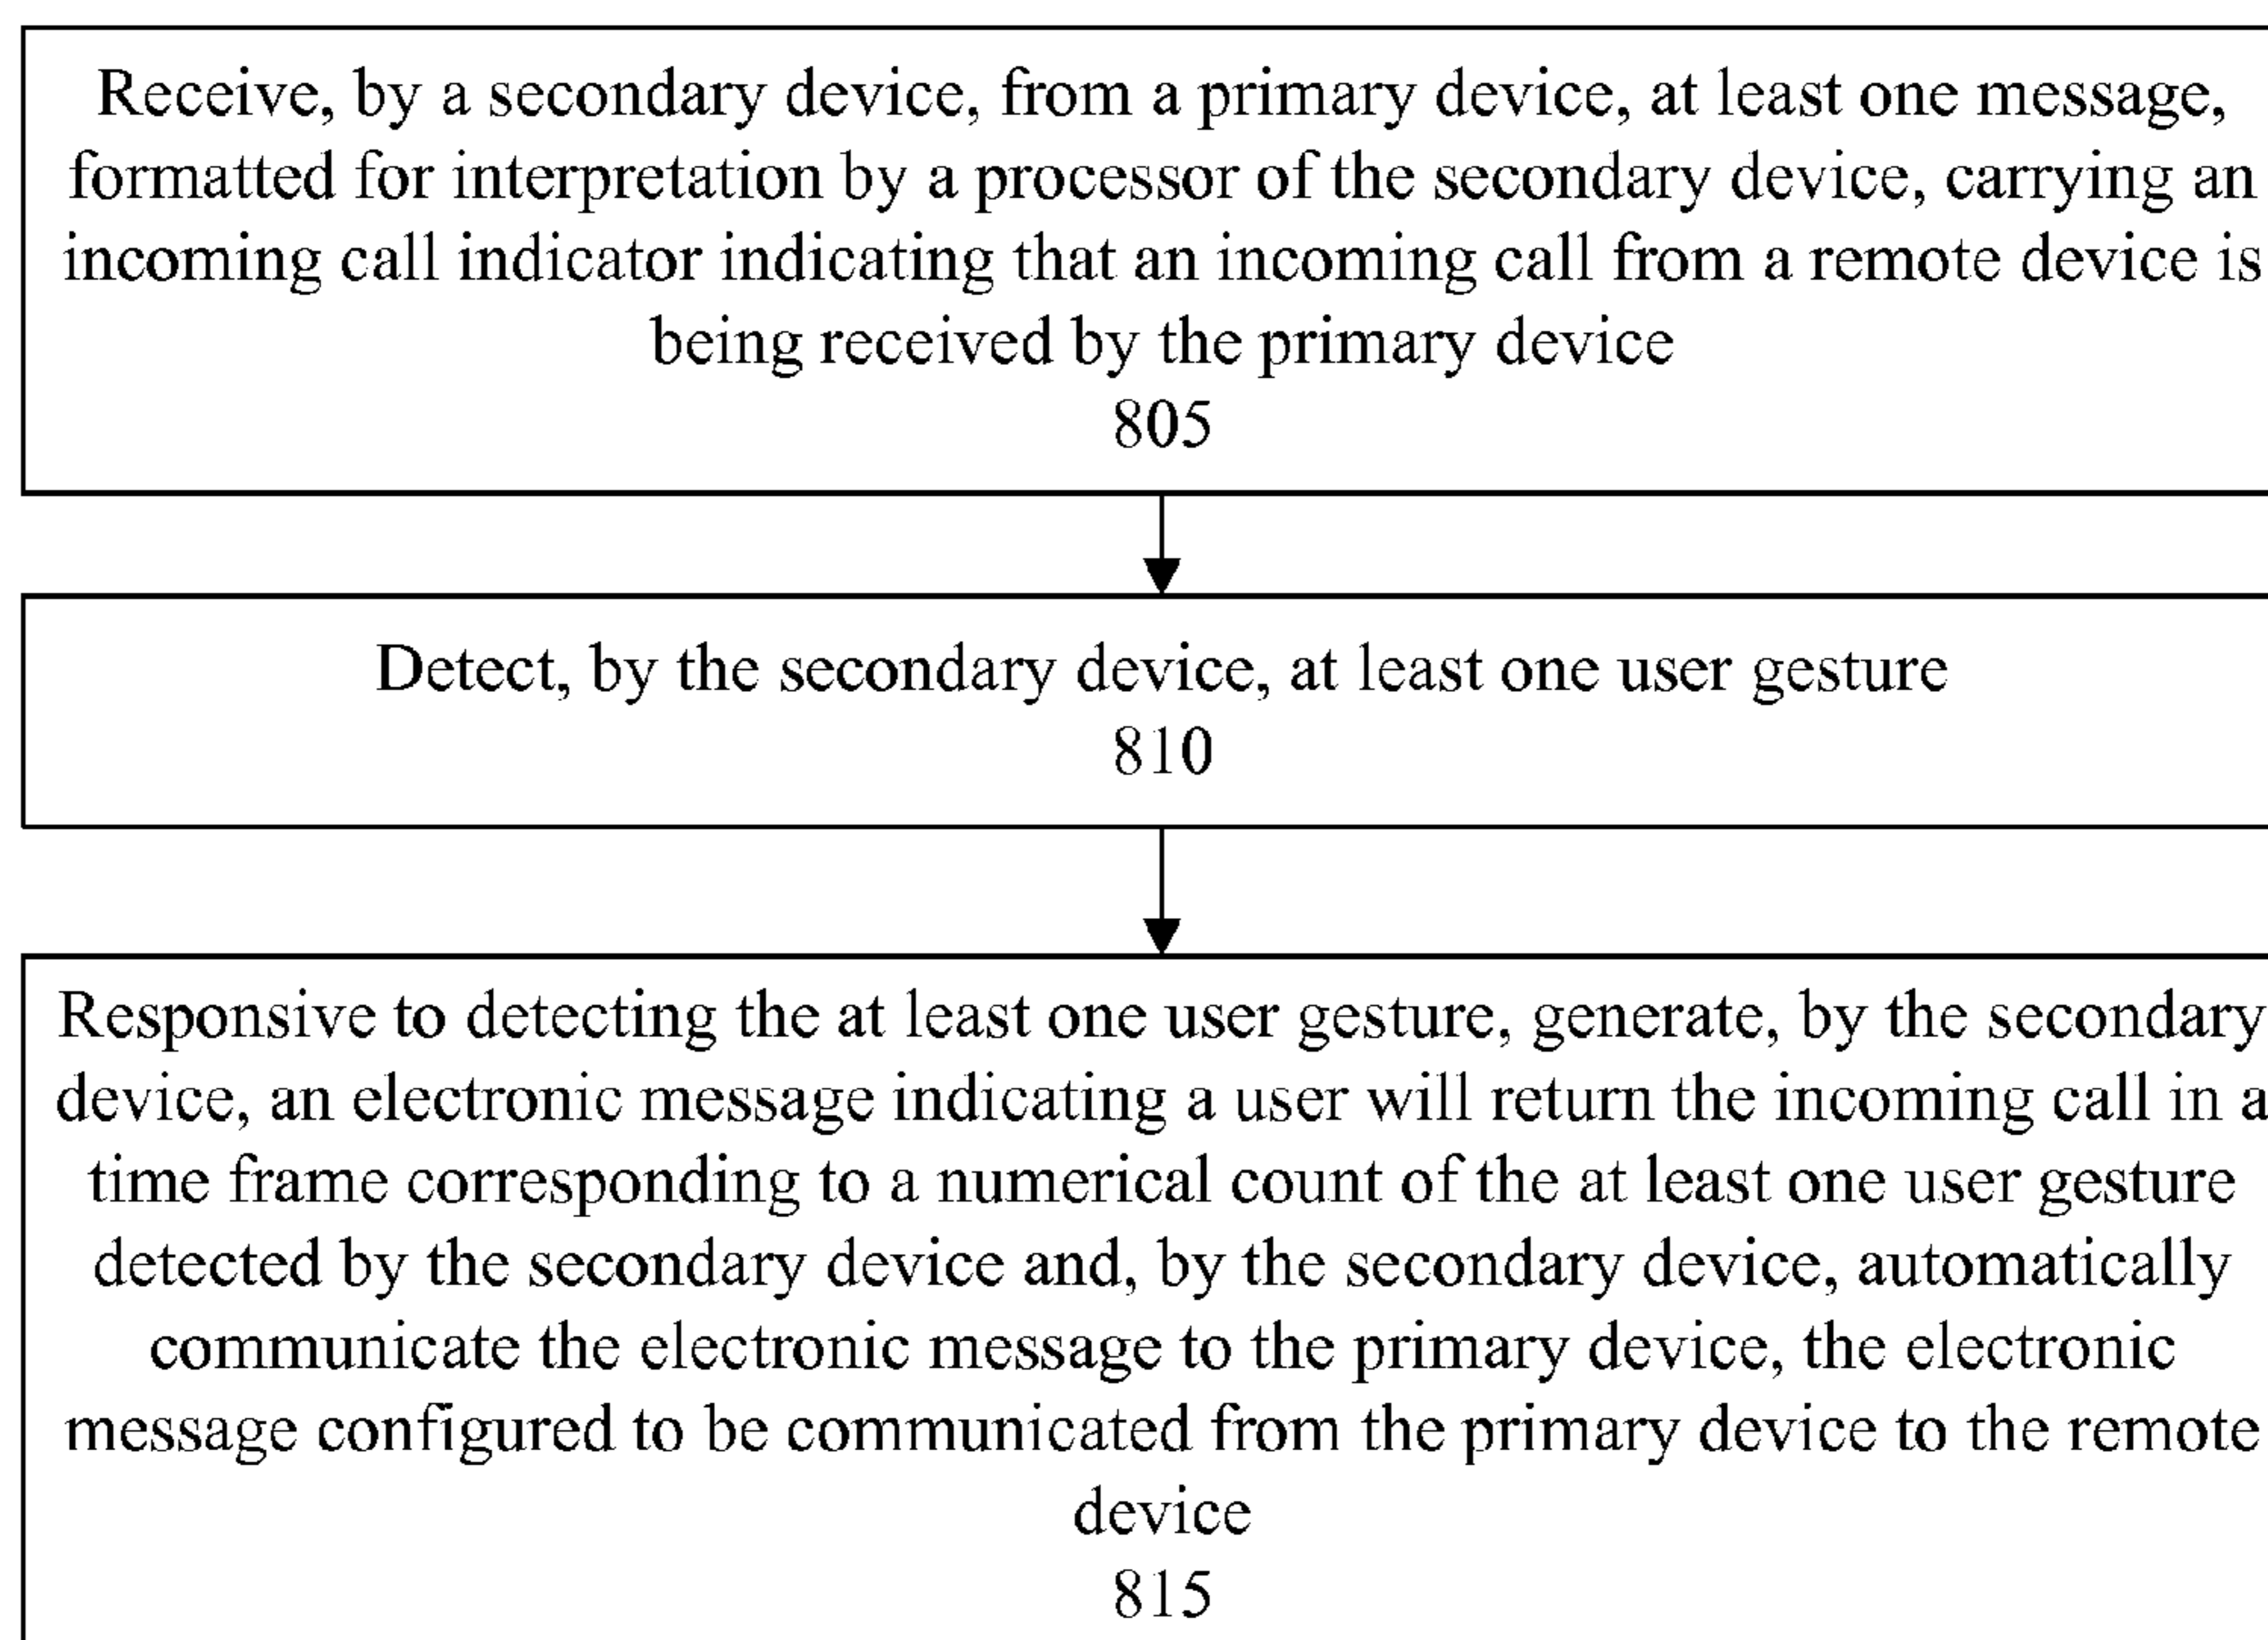 Receive, by a secondary device, from a primary device, at least one message,
formatted for interpretation by a processor of the secondary device, carrying an
incoming call indicator indicating that an incoming call from a remote device is
being received by the primary device
805
Detect, by the secondary device, at least one user gesture
810
Responsive to detecting the at least one user gesture, generate, by the secondary
device, an electronic message indicating a user will return the incoming call in a
time frame corresponding to a numerical count of the at least one user gesture
detected by the secondary device and, by the secondary device, automatically
communicate the electronic message to the primary device, the electronic
message configured to be communicated from the primary device to the remote
device
815